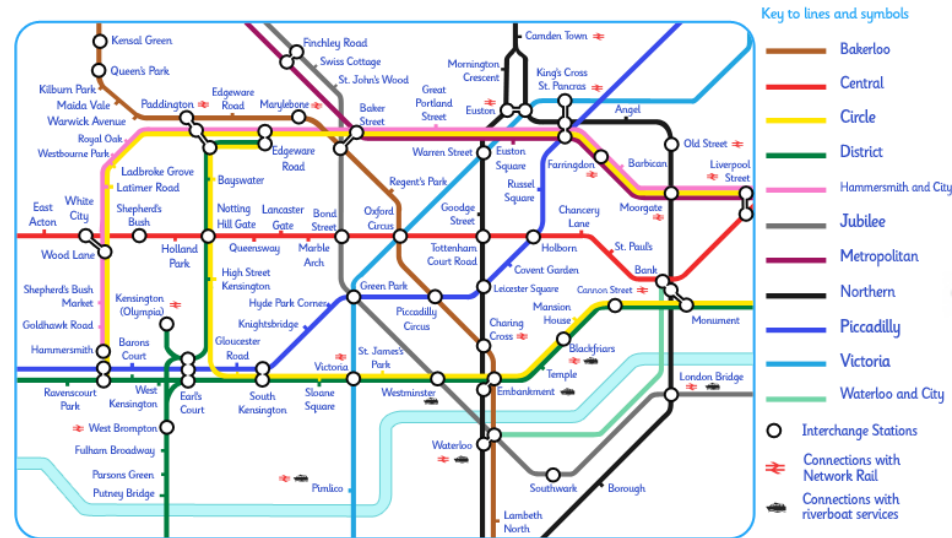 Key to lines and symbols
Bakerloo
Central
Circle
District
Hammersmith and City
Jubilee
Metropolitan
Northern
Piccadilly
Victoria
Waterloo and City
Interchange Stations
Connections with
Network Rail
Connections with
riverboat services
Kensal Green
Queen's Park
Kilburn Park
Maida Vale
Warwick Avenue
Paddington
Edgeware
Road
Marylebone
Finchley Road
Swiss Cottage
St. John's Wood
Baker
Street
Great
Portland
Street
Camden Town
Mornington
Crescent
Euston
King's Cross
St. Pancras
Angel
Old Street
Liverpool
Street
Royal Oak
Westbourne Park
Ladbroke Grove
Latimer Road
Edgeware
Road
Bayswater
Warren Street
Euston
Square
Farringdon
Barbican
Moorgate
Regent's Park
Russel
Square
East
Acton
White
City
Shepherd's
Bush
Wood Lane
Holland
Park
Notting
Hill Gate
Queensway
Lancaster
Gate
Marble
Arch
Bond
Street
Oxford
Circus
Goodge
Street
Tottenham
Court Road
Holborn
Chancery
Lane
St. Paul's
Bank
Shepherd's Bush
Market
Goldhawk Road
Hammersmith
Kensington
(Olympia)
High Street
Kensington
Hyde Park Corner
Knightsbridge
Green Park
Piccadilly
Circus
Leicester Square
Covent Garden
Cannon Street
Mansion
House
Monument
Charing
Cross
Blackfriars
Temple
Barons
Court
Gloucester
Road
Victoria
St. James's
Park
Ravenscourt
Park
West
Kensington
Earl's
Court
South
Kensington
Sloane
Square
Westminster
Embankment
London Bridge
West Brompton
Fulham Broadway
Parsons Green
Putney Bridge
Pimlico
Waterloo
Southwark
Borough
Lambeth
North